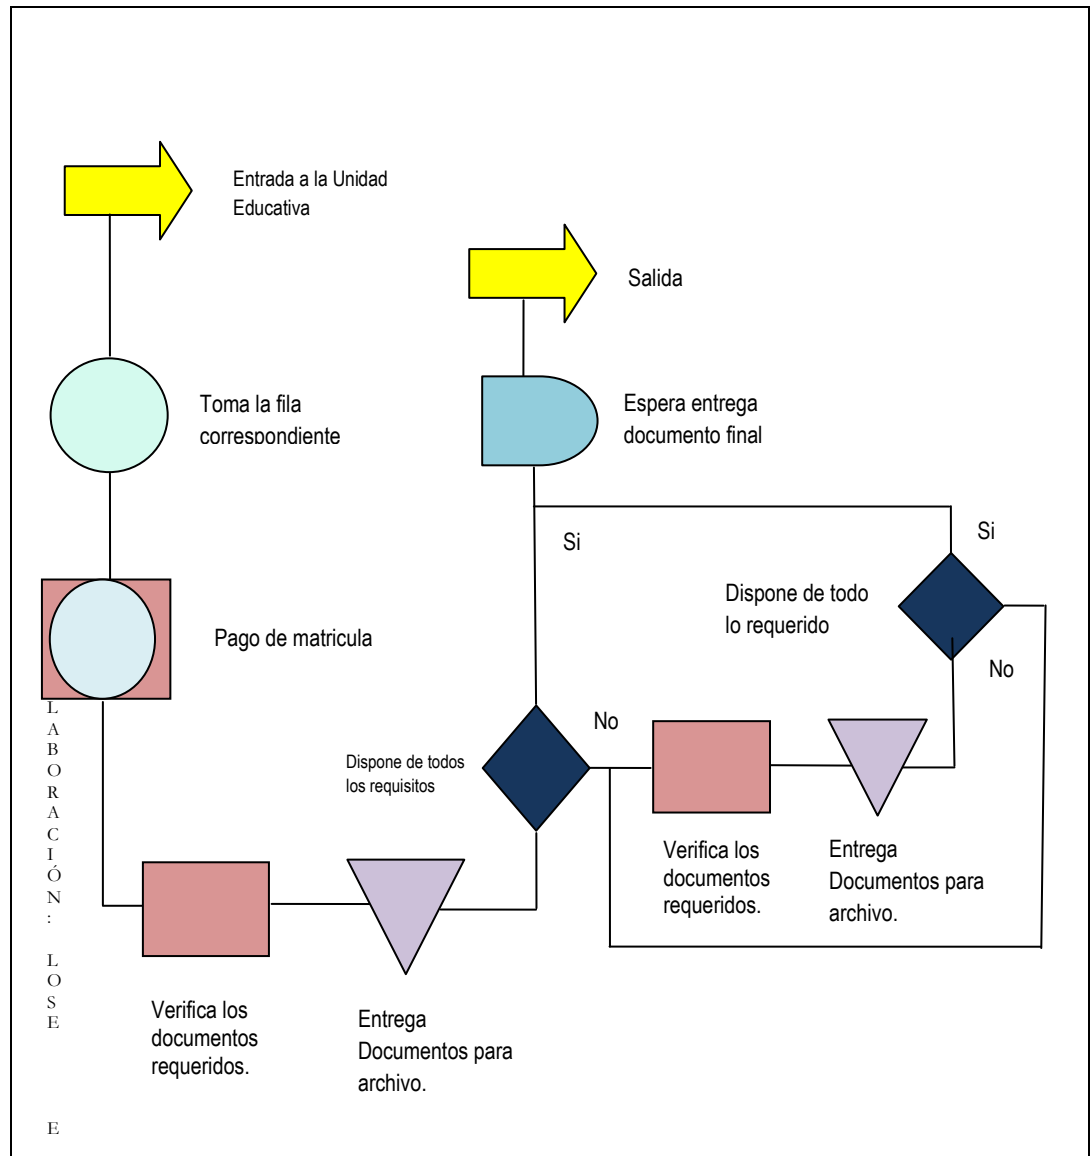 Entrada a la Unidad
Educativa
Salida
Toma la fila
correspondiente
Espera entrega
documento final
Si
Si
Dispone de todo
lo requerido
No
Pago de matricula
No
Dispone de todos
los requisitos
Verifica los
documentos
requeridos.
Entrega
Documentos para
archivo.
Verifica los
documentos
requeridos.
Entrega
Documentos para
archivo.
LABORACIÓN: LOSE E